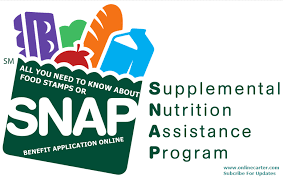 SM
ALL YOU NEED TO KNOW ABOUT
FOOD STAMPS OR
SNAP
BENEFIT APPLICATION ONLINE
Supplemental
Nutrition
Assistance
Program
www.onlinecarter.com
Subcribe For Updates